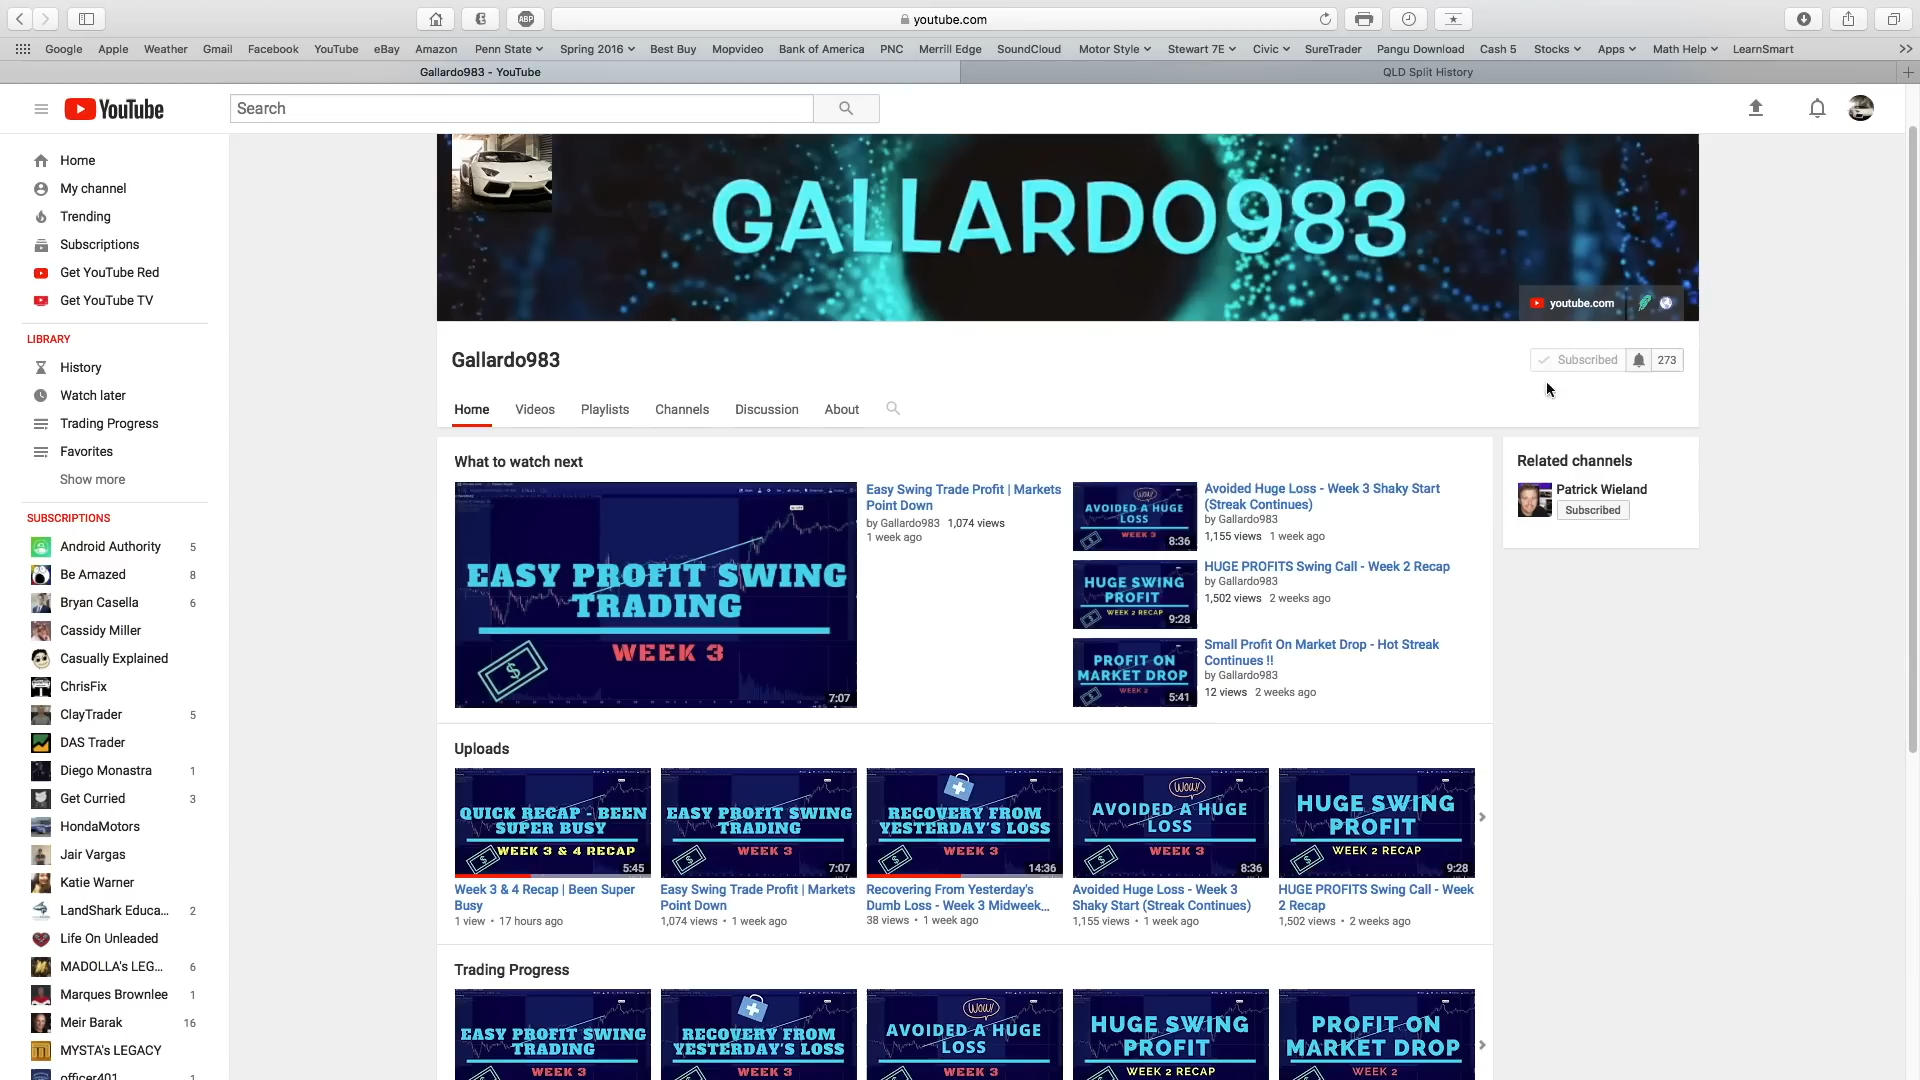 youtube.com
Google Apple Weather Gmail Facebook YouTube eBay Amazon Penn State Spring 2016 Best Buy Mopvideo Bank of America PNC Merrill Edge SoundCloud Motor Style Stewart 7E Civic SureTrader Pangu Download Cash 5 Stocks Apps Math Help LearnSmart
Gallardo983 - YouTube
QLD Split History
YouTube
Search
Home
My channel
Trending
Subscriptions
Get YouTube Red
Get YouTube TV
LIBRARY
History
Watch later
Trading Progress
Favorites
Show more
SUBSCRIPTIONS
Android Authority 5
Be Amazed 8
Bryan Casella 6
Cassidy Miller
Casually Explained
ChrisFix
ClayTrader 5
DAS Trader
Diego Monastra 1
Get Curried 3
HondaMotors
Jair Vargas
Katie Warner
LandShark Educa... 2
Life On Unleaded
MADOLLA's LEG... 6
Marques Brownlee 1
Meir Barak 16
MYSTA's LEGACY
officer401 1
GALLARDO983
youtube.com
Gallardo983
Subscribed 273
Home Videos Playlists Channels Discussion About
What to watch next
EASY PROFIT SWING
TRADING
WEEK 3
7:07
Easy Swing Trade Profit | Markets
Point Down
by Gallardo983 1,074 views
1 week ago
WOW!
AVOIDED A HUGE
LOSS
WEEK 3
8:36
Avoided Huge Loss - Week 3 Shaky Start
(Streak Continues)
by Gallardo983
1,155 views 1 week ago
HUGE SWING
PROFIT
WEEK 2 RECAP
9:28
HUGE PROFITS Swing Call - Week 2 Recap
by Gallardo983
1,502 views 2 weeks ago
PROFIT ON
MARKET DROP
WEEK 2
5:41
Small Profit On Market Drop - Hot Streak
Continues !!
by Gallardo983
12 views 2 weeks ago
Related channels
Patrick Wieland
Subscribed
Uploads
QUICK RECAP - BEEN
SUPER BUSY
WEEK 3 & 4 RECAP
5:45
Week 3 & 4 Recap | Been Super
Busy
1 view • 17 hours ago
EASY PROFIT SWING
TRADING
WEEK 3
7:07
Easy Swing Trade Profit | Markets
Point Down
1,074 views • 1 week ago
RECOVERY FROM
YESTERDAY'S LOSS
WEEK 3
14:36
Recovering From Yesterday's
Dumb Loss - Week 3 Midweek...
38 views • 1 week ago
WOW!
AVOIDED A HUGE
LOSS
WEEK 3
8:36
Avoided Huge Loss - Week 3
Shaky Start (Streak Continues)
1,155 views • 1 week ago
HUGE SWING
PROFIT
WEEK 2 RECAP
9:28
HUGE PROFITS Swing Call - Week
2 Recap
1,502 views • 2 weeks ago
Trading Progress
EASY PROFIT SWING
TRADING
WEEK 3
RECOVERY FROM
YESTERDAY'S LOSS
WEEK 3
WOW!
AVOIDED A HUGE
LOSS
WEEK 3
HUGE SWING
PROFIT
WEEK 2 RECAP
PROFIT ON
MARKET DROP
WEEK 2